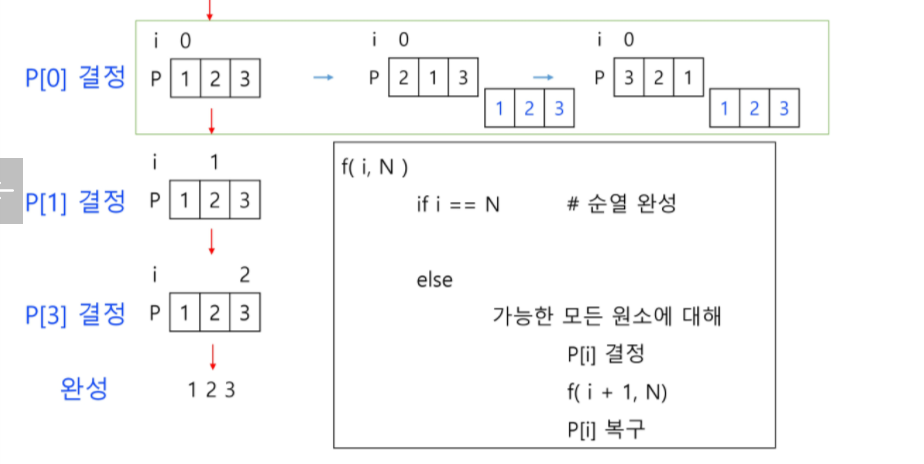 i 0 i 0 i 0
P[0] 결정 P 1 2 3 → P 2 1 3 → P 3 2 1
1 2 3 1 2 3
i 1
P[1] 결정 P 1 2 3
i 2
P[3] 결정 P 1 2 3
완성 1 2 3
f( i, N )
if i == N # 순열 완성
else
가능한 모든 원소에 대해
P[i] 결정
f( i + 1, N)
P[i] 복구